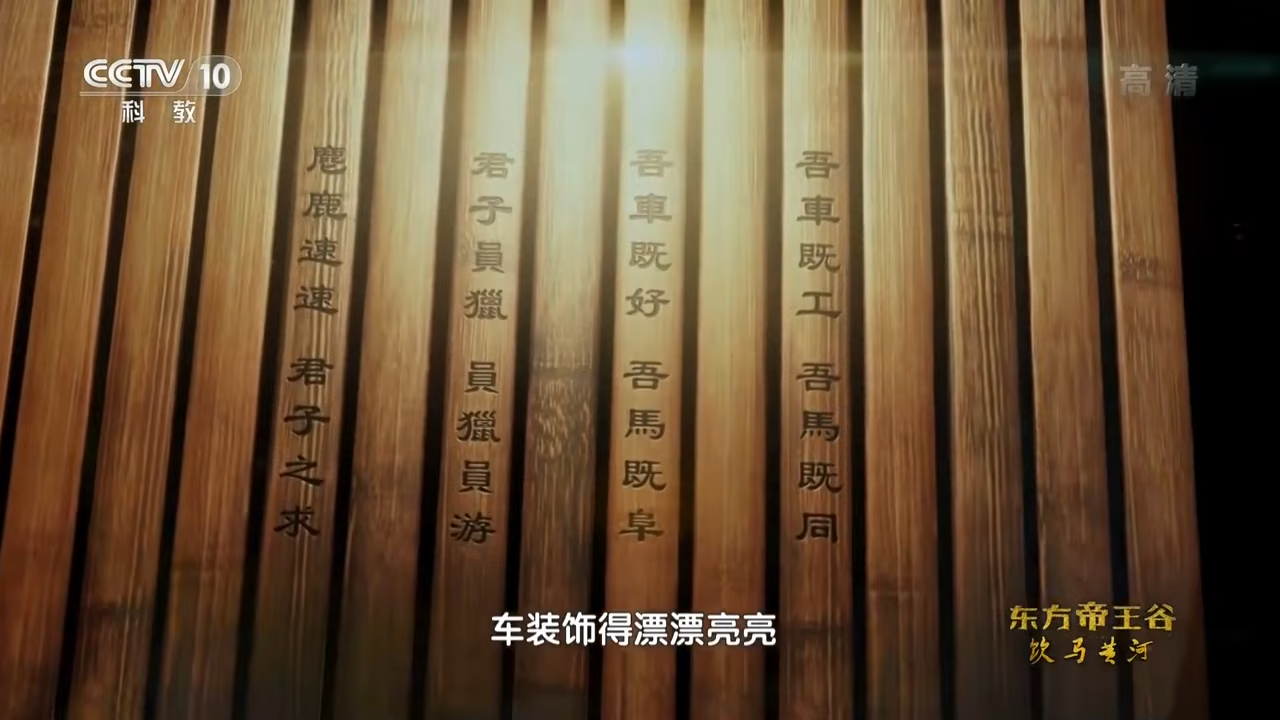 CCTV 10
科教
高清
吾車既工 吾馬既同
吾車既好 吾馬既阜
君子員獵 員獵員游
麀鹿速速 君子之求
车装饰得漂漂亮亮
东方帝王谷
饮马黄河